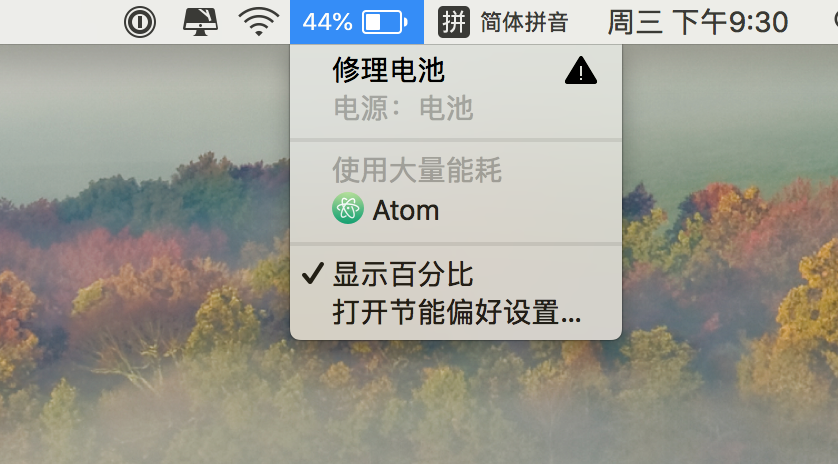 44% 拼 简体拼音 周三 下午9:30
修理电池
电源：电池
使用大量能耗
Atom
显示百分比
打开节能偏好设置...